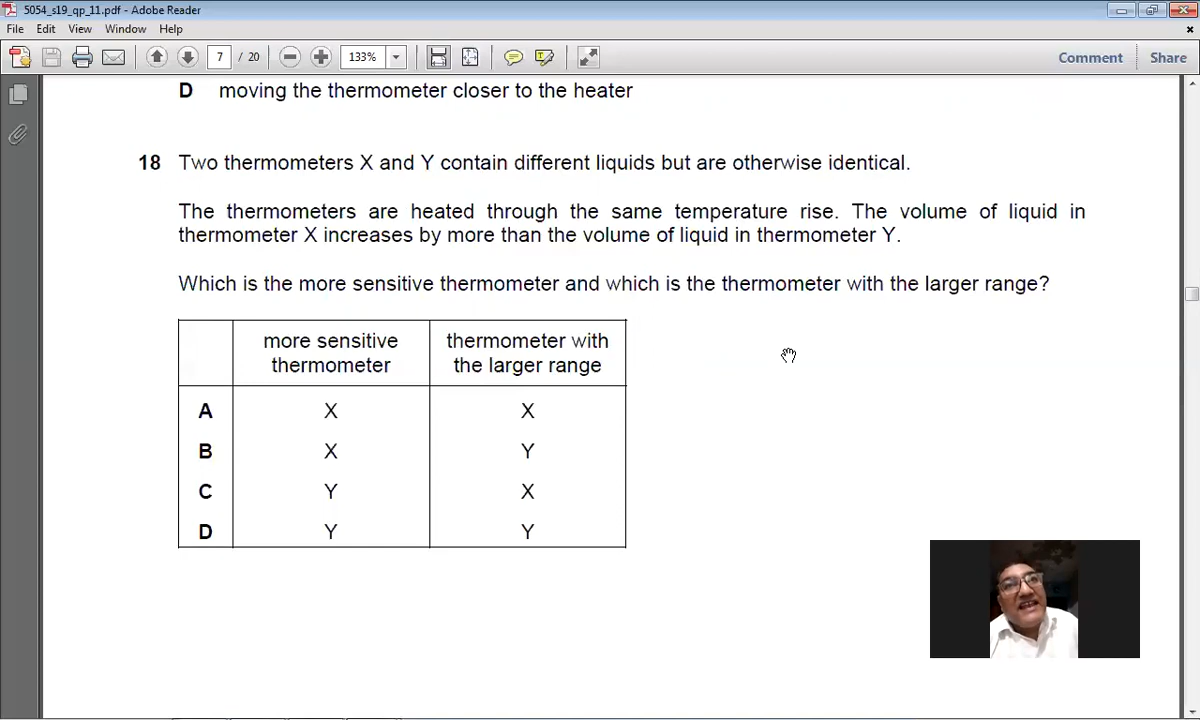 5054_s19_qp_11.pdf - Adobe Reader
File Edit View Window Help
7 / 20 133% Comment Share
D moving the thermometer closer to the heater
18 Two thermometers X and Y contain different liquids but are otherwise identical.
The thermometers are heated through the same temperature rise. The volume of liquid in
thermometer X increases by more than the volume of liquid in thermometer Y.
Which is the more sensitive thermometer and which is the thermometer with the larger range?
more sensitive thermometer with
thermometer the larger range
A X X
B X Y
C Y X
D Y Y